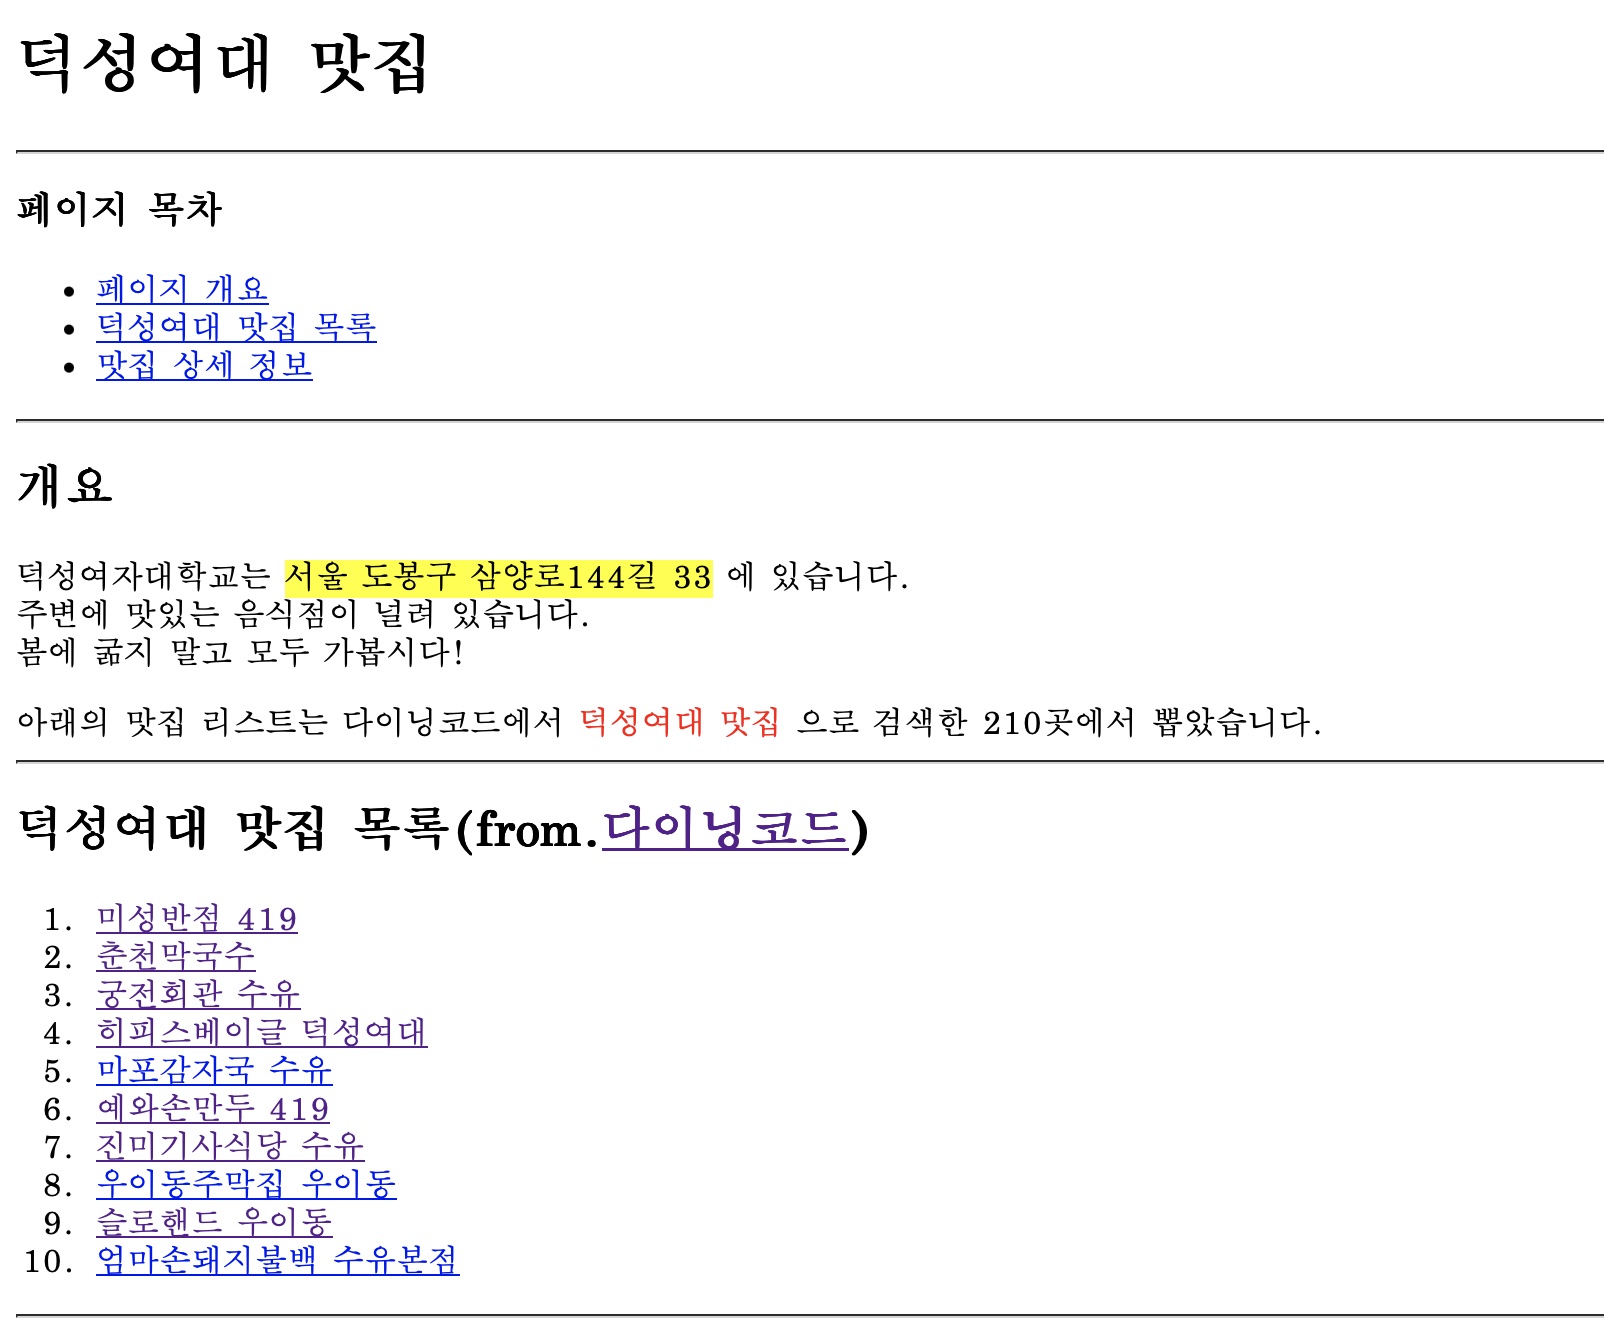 덕성여대 맛집
페이지 목차
페이지 개요
덕성여대 맛집 목록
맛집 상세 정보
개요
덕성여자대학교는 서울 도봉구 삼양로144길 33 에 있습니다.
주변에 맛있는 음식점이 널려 있습니다.
봄에 굶지 말고 모두 가봅시다!
아래의 맛집 리스트는 다이닝코드에서 덕성여대 맛집 으로 검색한 210곳에서 뽑았습니다.
덕성여대 맛집 목록(from.다이닝코드)
1. 미성반점 419
2. 춘천막국수
3. 궁전회관 수유
4. 히피스베이글 덕성여대
5. 마포감자국 수유
6. 예와손만두 419
7. 진미기사식당 수유
8. 우이동주막집 우이동
9. 슬로핸드 우이동
10. 엄마손돼지불백 수유본점